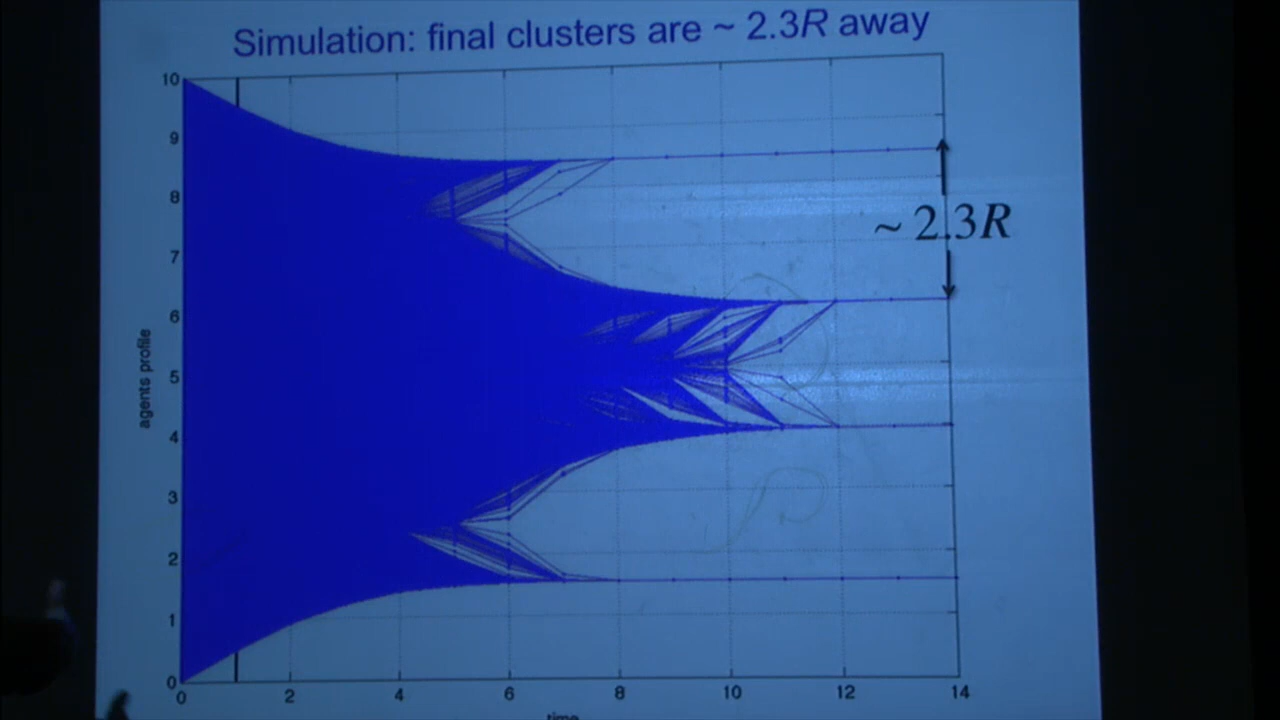 Simulation: final clusters are ~ 2.3R away
10
9
8
7
6
5
4
3
2
1
0
agents profile
~ 2.3R
0 2 4 6 8 10 12 14
time